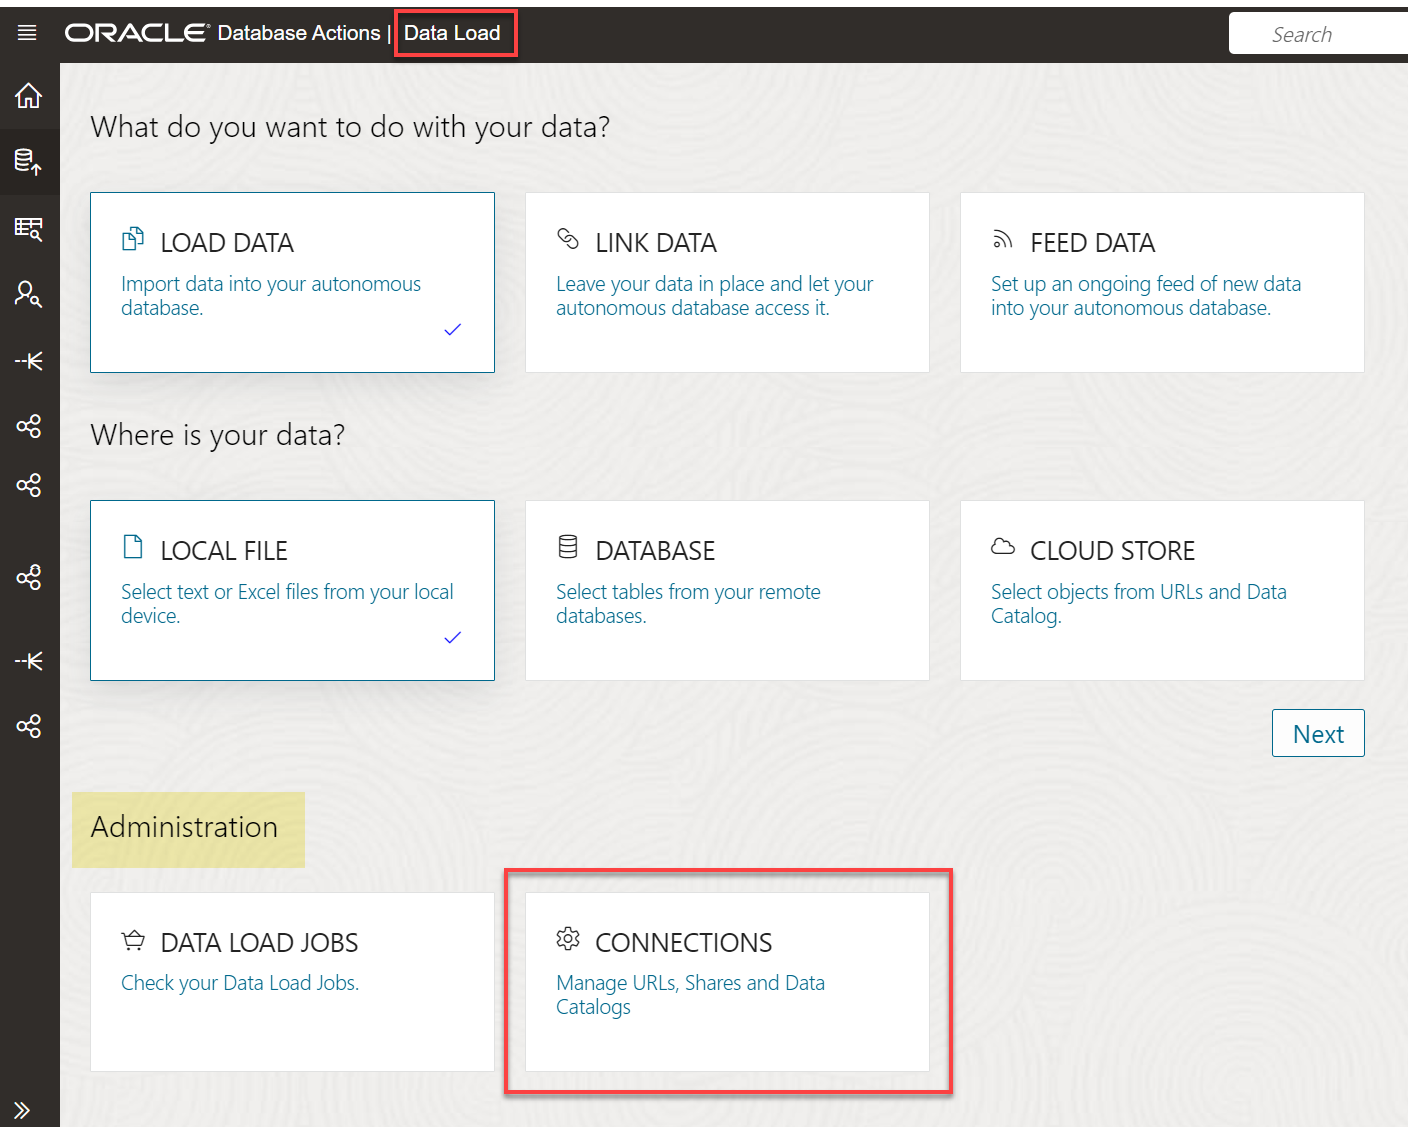 ORACLE® Database Actions | Data Load
Search
What do you want to do with your data?
LOAD DATA
Import data into your autonomous
database.
LINK DATA
Leave your data in place and let your
autonomous database access it.
FEED DATA
Set up an ongoing feed of new data
into your autonomous database.
Where is your data?
LOCAL FILE
Select text or Excel files from your local
device.
DATABASE
Select tables from your remote
databases.
CLOUD STORE
Select objects from URLs and Data
Catalog.
Next
Administration
DATA LOAD JOBS
Check your Data Load Jobs.
CONNECTIONS
Manage URLs, Shares and Data
Catalogs